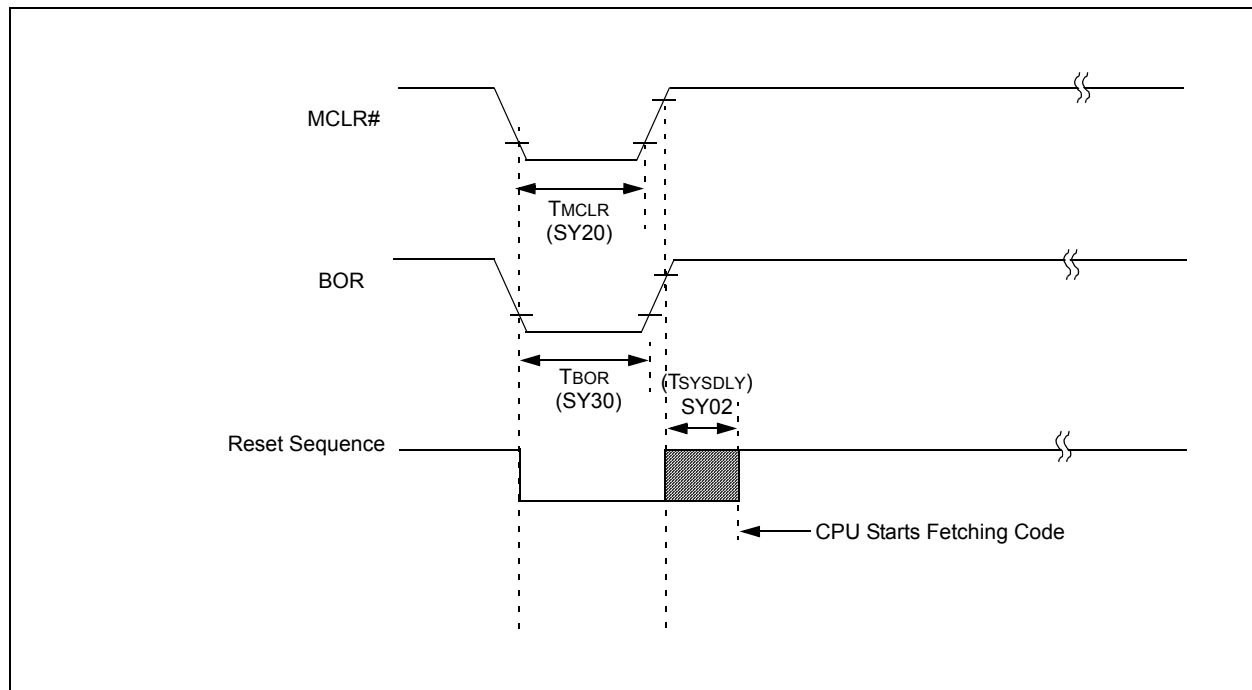 MCLR#
TMCLR
(SY20)
BOR
TBOR
(SY30)
(TSYSDLY)
SY02
Reset Sequence
CPU Starts Fetching Code